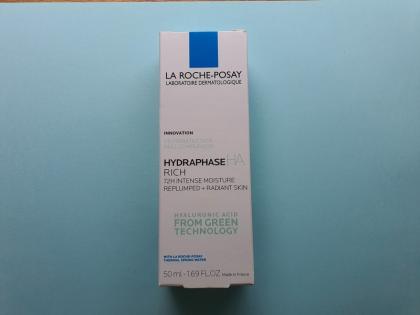 LA ROCHE-POSAY
LABORATOIRE DERMATOLOGIQUE
INNOVATION
HYDRAPHASE HA
RICH
72H INTENSE MOISTURE
REPLUMPED + RADIANT SKIN
HYALURONIC ACID
FROM GREEN
TECHNOLOGY
WITH LA ROCHE-POSAY
THERMAL SPRING WATER
50 ml - 1.69 FL.OZ Made in France